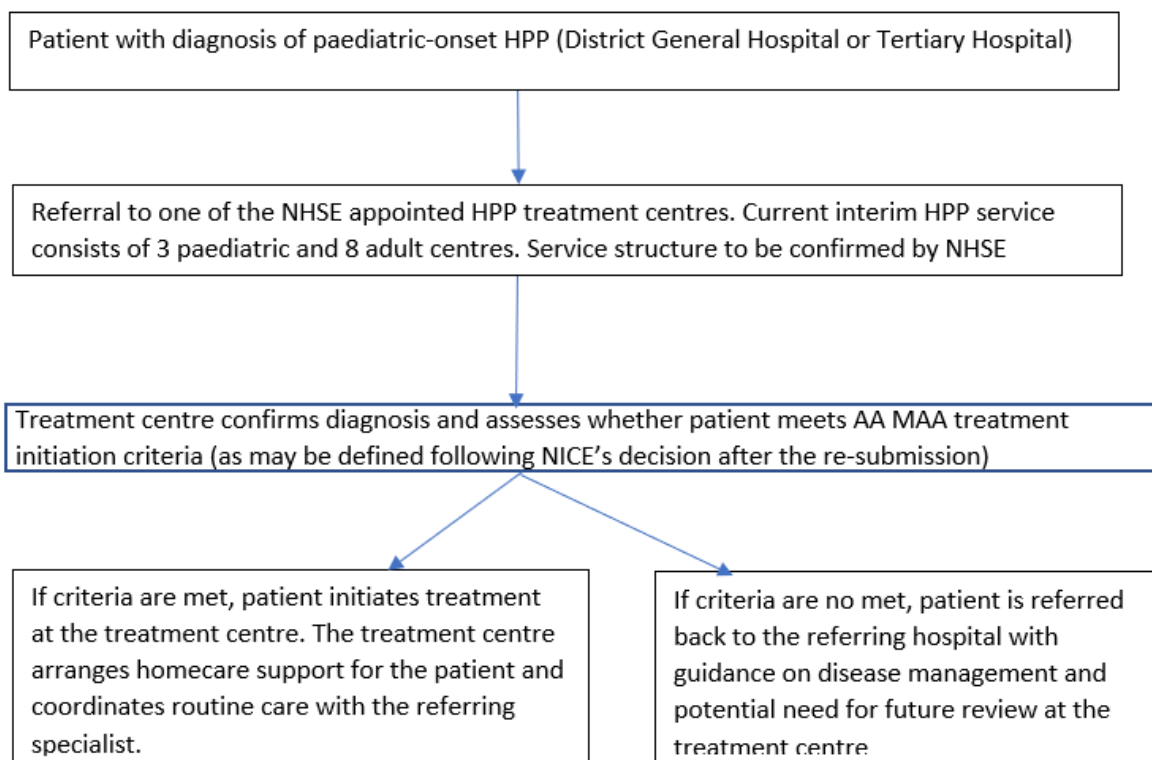 Patient with diagnosis of paediatric-onset HPP (District General Hospital or Tertiary Hospital)
Referral to one of the NHSE appointed HPP treatment centres. Current interim HPP service
consists of 3 paediatric and 8 adult centres. Service structure to be confirmed by NHSE
Treatment centre confirms diagnosis and assesses whether patient meets AA MAA treatment
initiation criteria (as may be defined following NICE’s decision after the re-submission)
If criteria are met, patient initiates treatment
at the treatment centre. The treatment centre
arranges homecare support for the patient and
coordinates routine care with the referring
specialist.
If criteria are no met, patient is referred
back to the referring hospital with
guidance on disease management and
potential need for future review at the
treatment centre